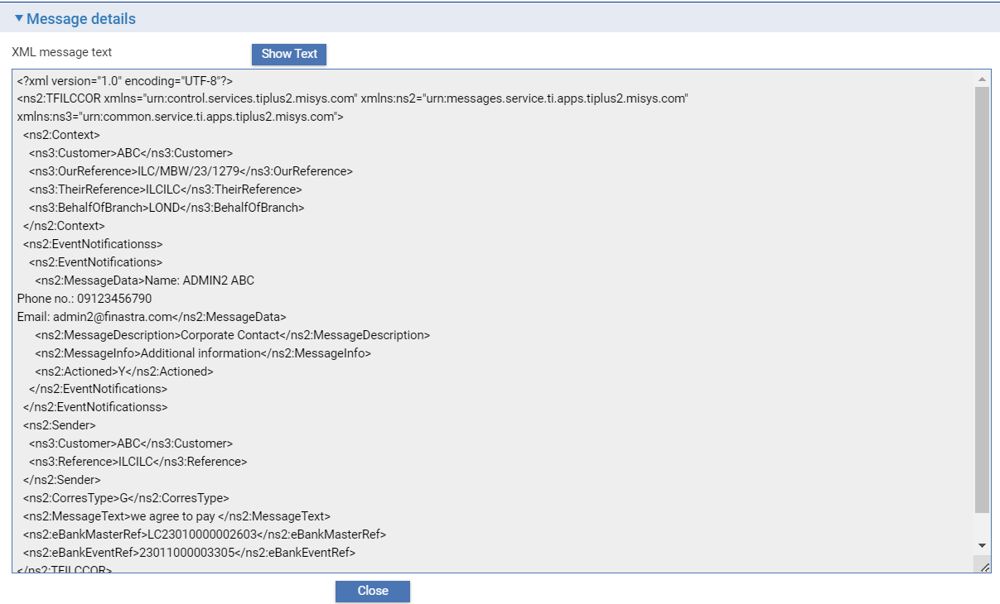 Message details
XML message text
Show Text
<?xml version="1.0" encoding="UTF-8"?>
<ns2:TFILCCOR xmlns="urn:control.services.tiplus2.misys.com" xmlns:ns2="urn:messages.service.ti.apps.tiplus2.misys.com"
xmlns:ns3="urn:common.service.ti.apps.tiplus2.misys.com">
<ns2:Context>
<ns3:Customer>ABC</ns3:Customer>
<ns3:OurReference>ILC/MBW/23/1279</ns3:OurReference>
<ns3:TheirReference>ILCILC</ns3:TheirReference>
<ns3:BehalfOfBranch>LOND</ns3:BehalfOfBranch>
</ns2:Context>
<ns2:EventNotificationss>
<ns2:EventNotifications>
<ns2:MessageData>Name: ADMIN2 ABC
Phone no.: 09123456790
Email: admin2@finastra.com</ns2:MessageData>
<ns2:MessageDescription>Corporate Contact</ns2:MessageDescription>
<ns2:MessageInfo>Additional information</ns2:MessageInfo>
<ns2:Actioned>Y</ns2:Actioned>
</ns2:EventNotifications>
</ns2:EventNotificationss>
<ns2:Sender>
<ns3:Customer>ABC</ns3:Customer>
<ns3:Reference>ILCILC</ns3:Reference>
</ns2:Sender>
<ns2:CorresType>G</ns2:CorresType>
<ns2:MessageText>we agree to pay </ns2:MessageText>
<ns2:eBankMasterRef>LC23010000002603</ns2:eBankMasterRef>
<ns2:eBankEventRef>23011000003305</ns2:eBankEventRef>
</ns2:TFILCCOR>
Close